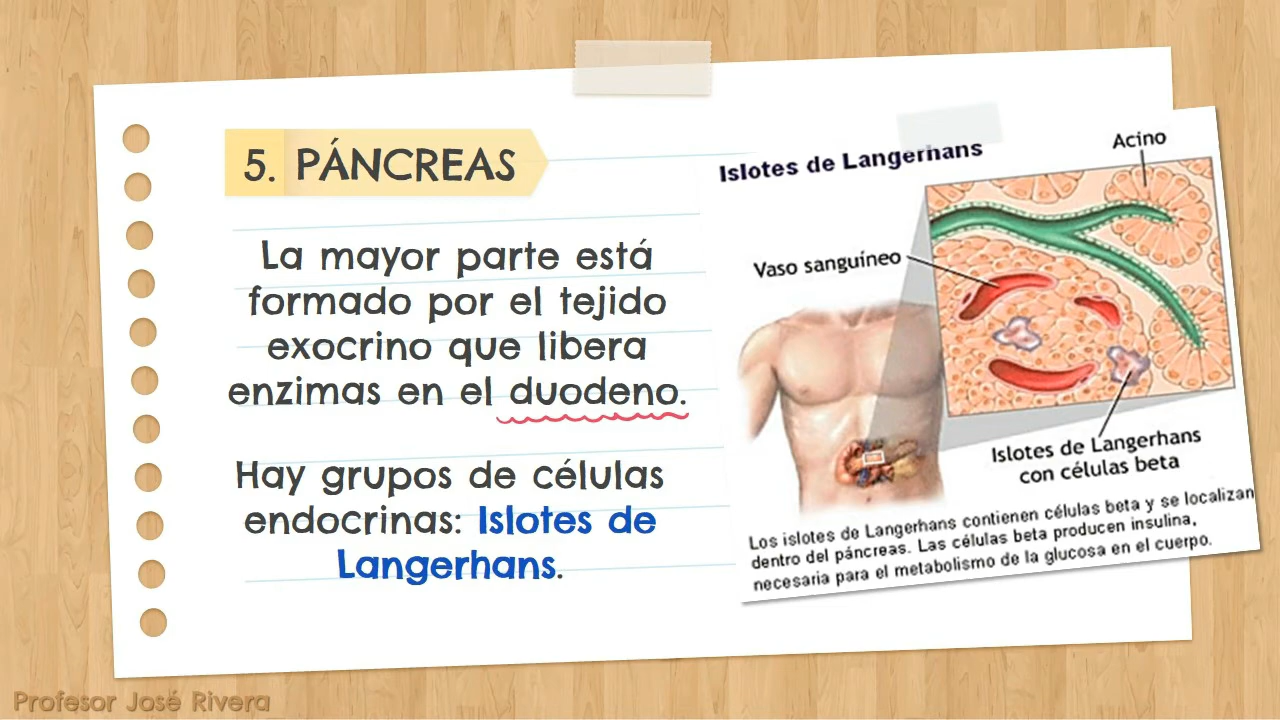 5. PÁNCREAS
La mayor parte está
formado por el tejido
exocrino que libera
enzimas en el duodeno.
Hay grupos de células
endocrinas: Islotes de
Langerhans.
Islotes de Langerhans
Acino
Vaso sanguíneo
Islotes de Langerhans
con células beta
Los islotes de Langerhans contienen células beta y se localizan
dentro del páncreas. Las células beta producen insulina,
necesaria para el metabolismo de la glucosa en el cuerpo.
Profesor José Rivera